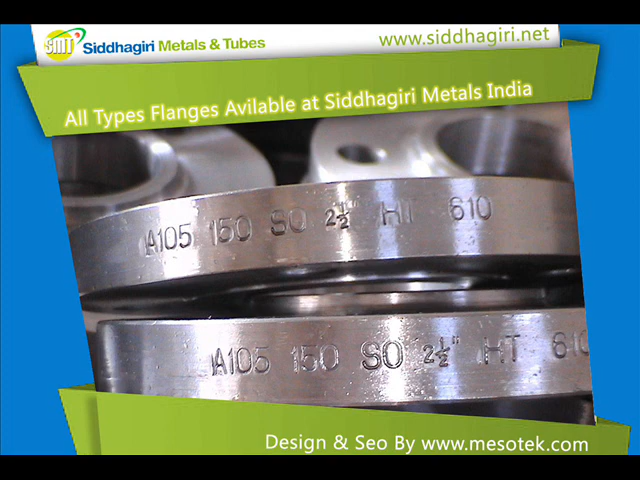 SMT Siddhagiri Metals & Tubes
www.siddhagiri.net
All Types Flanges Avilable at Siddhagiri Metals India
A105 150 SO 2½" HT 610
A105 150 SO 2½" HT 610
Design & Seo By www.mesotek.com